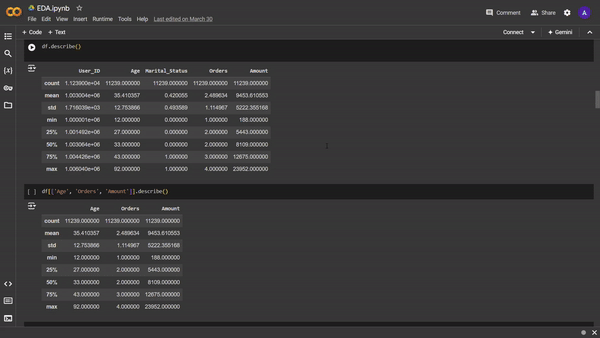 EDA.ipynb
File Edit View Insert Runtime Tools Help Last edited on March 30
Comment Share A
+ Code + Text Connect Gemini
df.describe()
User_ID Age Marital_Status Orders Amount
count 1.123900e+04 11239.000000 11239.000000 11239.000000 11239.000000
mean 1.003004e+06 35.410357 0.420055 2.489634 9453.610553
std 1.716039e+03 12.753866 0.493589 1.114967 5222.355168
min 1.000001e+06 12.000000 0.000000 1.000000 188.000000
25% 1.001492e+06 27.000000 0.000000 2.000000 5443.000000
50% 1.003064e+06 33.000000 0.000000 2.000000 8109.000000
75% 1.004426e+06 43.000000 1.000000 3.000000 12675.000000
max 1.006040e+06 92.000000 1.000000 4.000000 23952.000000
[ ] df[['Age', 'Orders', 'Amount']].describe()
Age Orders Amount
count 11239.000000 11239.000000 11239.000000
mean 35.410357 2.489634 9453.610553
std 12.753866 1.114967 5222.355168
min 12.000000 1.000000 188.000000
25% 27.000000 2.000000 5443.000000
50% 33.000000 2.000000 8109.000000
75% 43.000000 3.000000 12675.000000
max 92.000000 4.000000 23952.000000